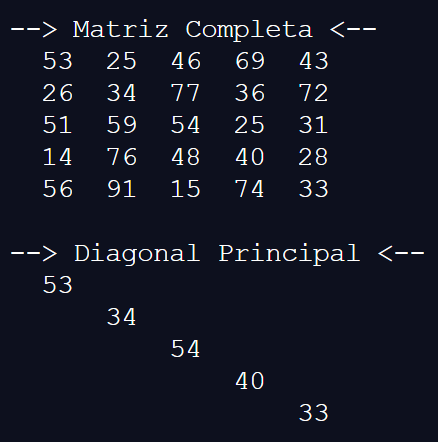 --> Matriz Completa <--
53 25 46 69 43
26 34 77 36 72
51 59 54 25 31
14 76 48 40 28
56 91 15 74 33
--> Diagonal Principal <--
53
34
54
40
33